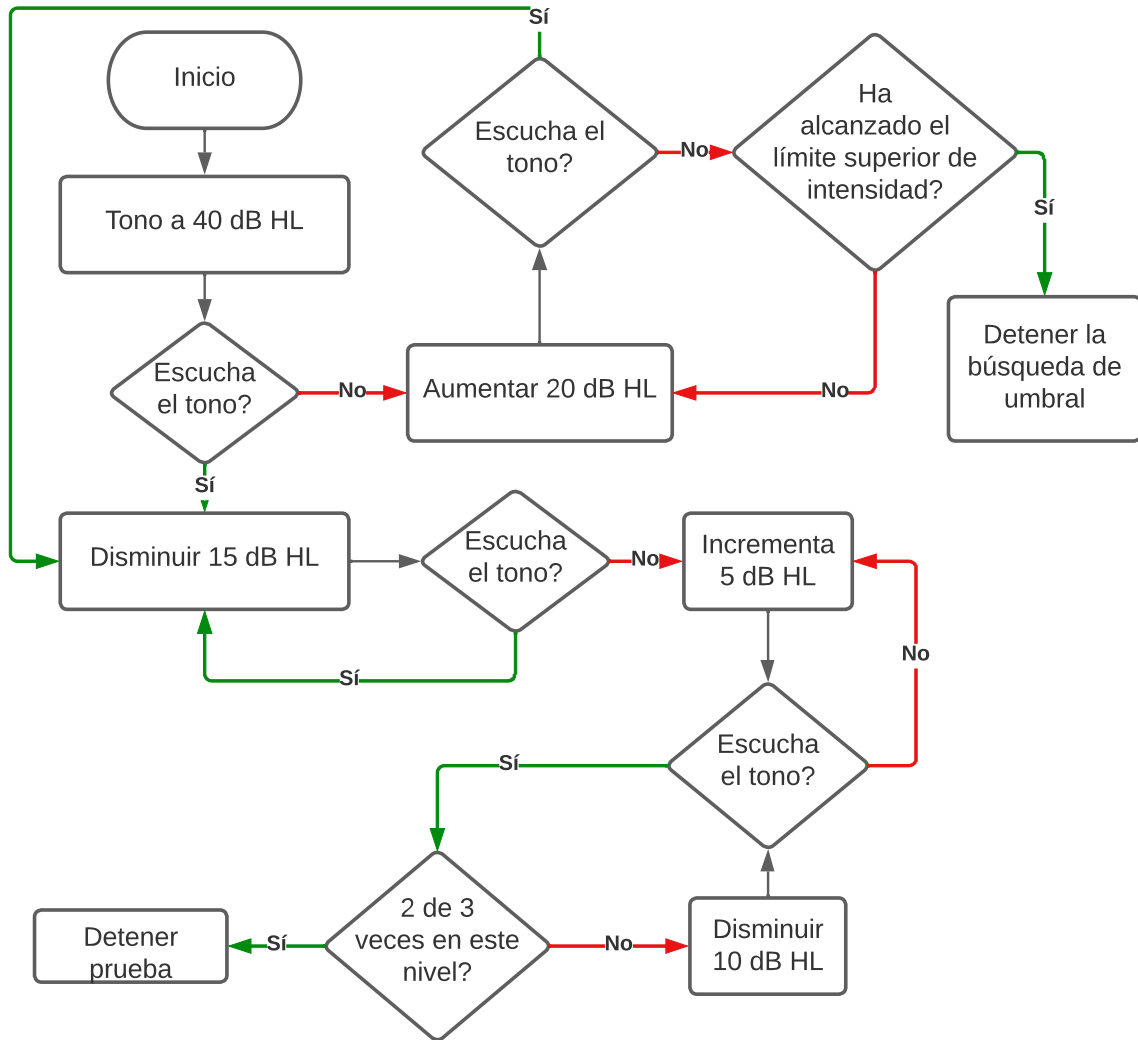 Sí
Inicio
Escucha el
tono?
No
Ha
alcanzado el
límite superior de
intensidad?
Sí
Tono a 40 dB HL
Escucha
el tono?
No
Aumentar 20 dB HL
No
Detener la
búsqueda de
umbral
Sí
Disminuir 15 dB HL
Escucha
el tono?
No
Incrementa
5 dB HL
Sí
No
Escucha
el tono?
Sí
2 de 3
veces en este
nivel?
Sí
Detener
prueba
No
Disminuir
10 dB HL